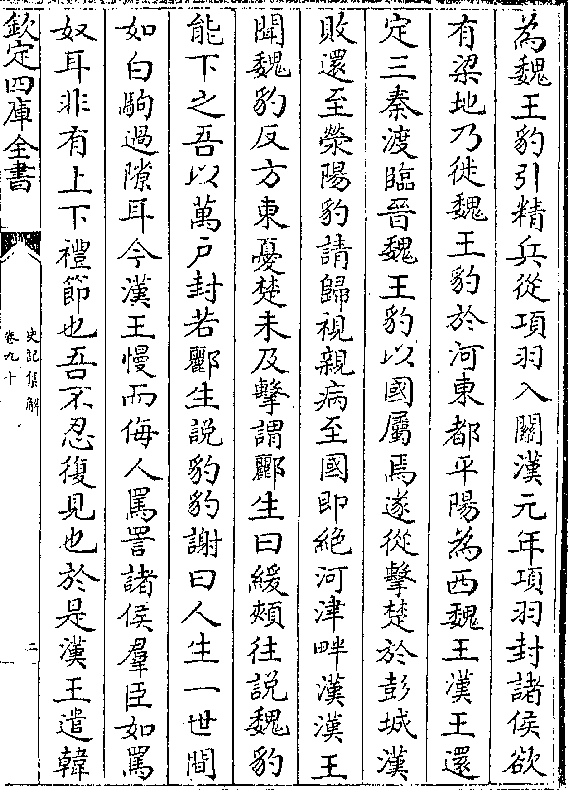 為魏王豹引精兵從項羽入關漢元年項羽封諸侯欲
有梁地乃徙魏王豹於河東都平陽為西魏王漢王還
定三秦渡臨晉魏王豹以國屬焉遂從擊楚於彭城漢
敗還至滎陽豹請歸視親病至國即絶河津畔漢漢王
聞魏豹反方東憂楚未及擊謂酈生曰緩頰往説魏豹
能下之吾以萬户封若酈生説豹豹謝曰人生一世間
如白駒過隙耳今漢王慢而侮人罵詈諸侯羣臣如罵
奴耳非有上下禮節也吾不忍復見也於是漢王遣韓
欽定四庫全書
史記集解
卷九十
二